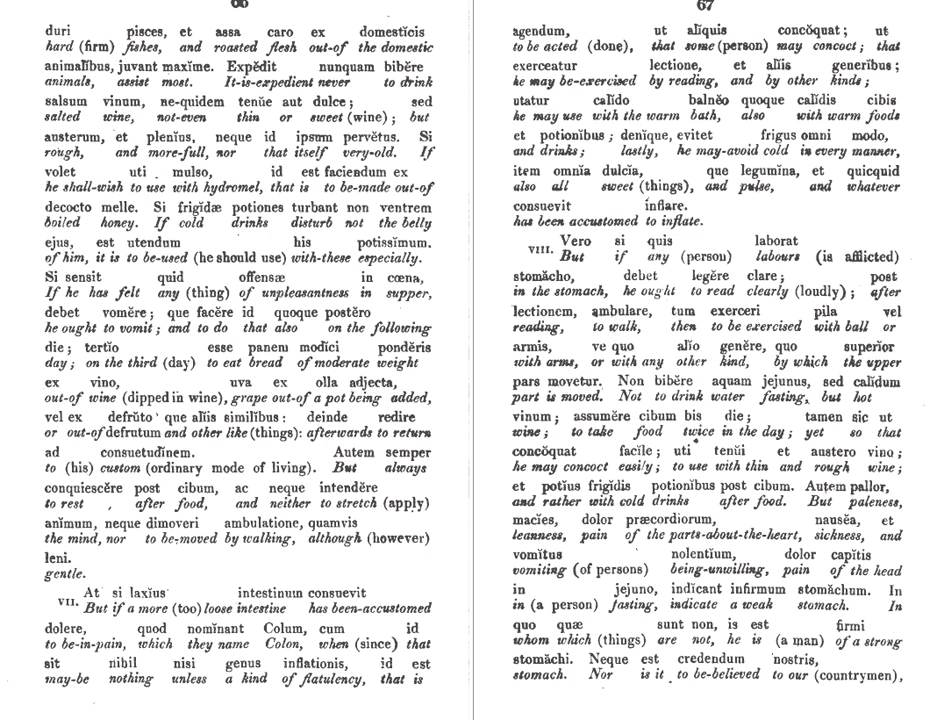 66
duri pisces, et assa caro ex domestĭcis
hard (firm) fishes, and roasted flesh out-of the domestic
animalĭbus, juvant maxĭme. Expĕdit nunquam bibĕre
animals, assist most. It-is-expedient never to drink
salsum vinum, ne-quidem tenŭe aut dulce; sed
salted wine, not-even thin or sweet (wine); but
austerum, et plenĭus, neque id ipsum pervĕtus. Si
rough, and more-full, nor that itself very-old. If
volet uti mulso, id est faciendum ex
he shall-wish to use with hydromel, that is to be-made out-of
decocto melle. Si frigĭdæ potiones turbant non ventrem
boiled honey. If cold drinks disturb not the belly
ejus, est utendum his potissĭmum.
of him, it is to be-used (he should use) with-these especially.
Si sensit quid offensæ in cœna,
If he has felt any (thing) of unpleasantness in supper,
debet vomĕre; que facĕre id quoque postĕro
he ought to vomit; and to do that also on the following
die; tertĭo esse panem modĭci pondĕris
day; on the third (day) to eat bread of moderate weight
ex vino, uva ex olla adjecta,
out-of wine (dipped in wine), grape out-of a pot being added,
vel ex defrŭto que aliis similĭbus: deinde redire
or out-of defrutum and other like (things): afterwards to return
ad consuetudĭnem. Autem semper
to (his) custom (ordinary mode of living). But always
conquiescĕre post cibum, ac neque intendĕre
to rest after food, and neither to stretch (apply)
anĭmum, neque dimoveri ambulatione, quamvis
the mind, nor to be-moved by walking, although (however)
leni.
gentle.
VII. At si laxĭus intestinum consuevit
But if a more (too) loose intestine has been-accustomed
dolere, quod nomĭnant Colum, cum id
to be-in-pain, which they name Colon, when (since) that
sit nihil nisi genus inflationis, id est
may-be nothing unless a kind of flatulency, that is
67
agendum, ut alĭquis concŏquat; ut
to be acted (done), that some (person) may concoct; that
exerceatur lectione, et alĭis generĭbus;
he may be-exercised by reading, and by other kinds;
utatur calĭdo balnĕo quoque calĭdis cibis
he may use with the warm bath, also with warm foods
et potionĭbus; denĭque, evitet frigus omni modo,
and drinks; lastly, he may-avoid cold in every manner,
item omnĭa dulcĭa, que legumĭna, et quicquid
also all sweet (things), and pulse, and whatever
consuevit inflare.
has been accustomed to inflate.
VIII. Vero si quis laborat
But if any (person) labours (is afflicted)
stomăcho, debet legĕre clare; post
in the stomach, he ought to read clearly (loudly); after
lectionem, ambulare, tum exerceri pila vel
reading, to walk, then to be exercised with ball or
armis, ve quo alĭo genĕre, quo superĭor
with arms, or with any other kind, by which the upper
pars movetur. Non bibĕre aquam jejunus, sed calĭdum
part is moved. Not to drink water fasting, but hot
vinum; assumĕre cibum bis die; tamen sic ut
wine; to take food twice in the day; yet so that
concŏquat facĭle; uti tenŭi et austero vino;
he may concoct easily; to use with thin and rough wine;
et potĭus frigĭdis potionĭbus post cibum. Autem pallor,
and rather with cold drinks after food. But paleness,
macĭes, dolor præcordiorum, nausĕa, et
leanness, pain of the parts-about-the-heart, sickness, and
vomĭtus nolentĭum, dolor capĭtis
vomiting (of persons) being-unwilling, pain of the head
in jejuno, indĭcant infirmum stomăchum. In
in (a person) fasting, indicate a weak stomach. In
quo quæ sunt non, is est firmi
whom which (things) are not, he is (a man) of a strong
stomăchi. Neque est credendum nostris,
stomach. Nor is it to be-believed to our (countrymen),